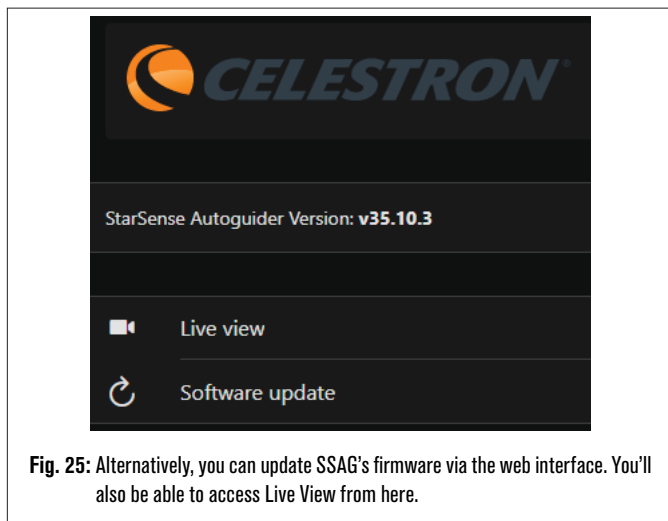 CELESTRON®
StarSense Autoguider Version: v35.10.3
Live view
Software update
Fig. 25: Alternatively, you can update SSAG’s firmware via the web interface. You’ll
also be able to access Live View from here.